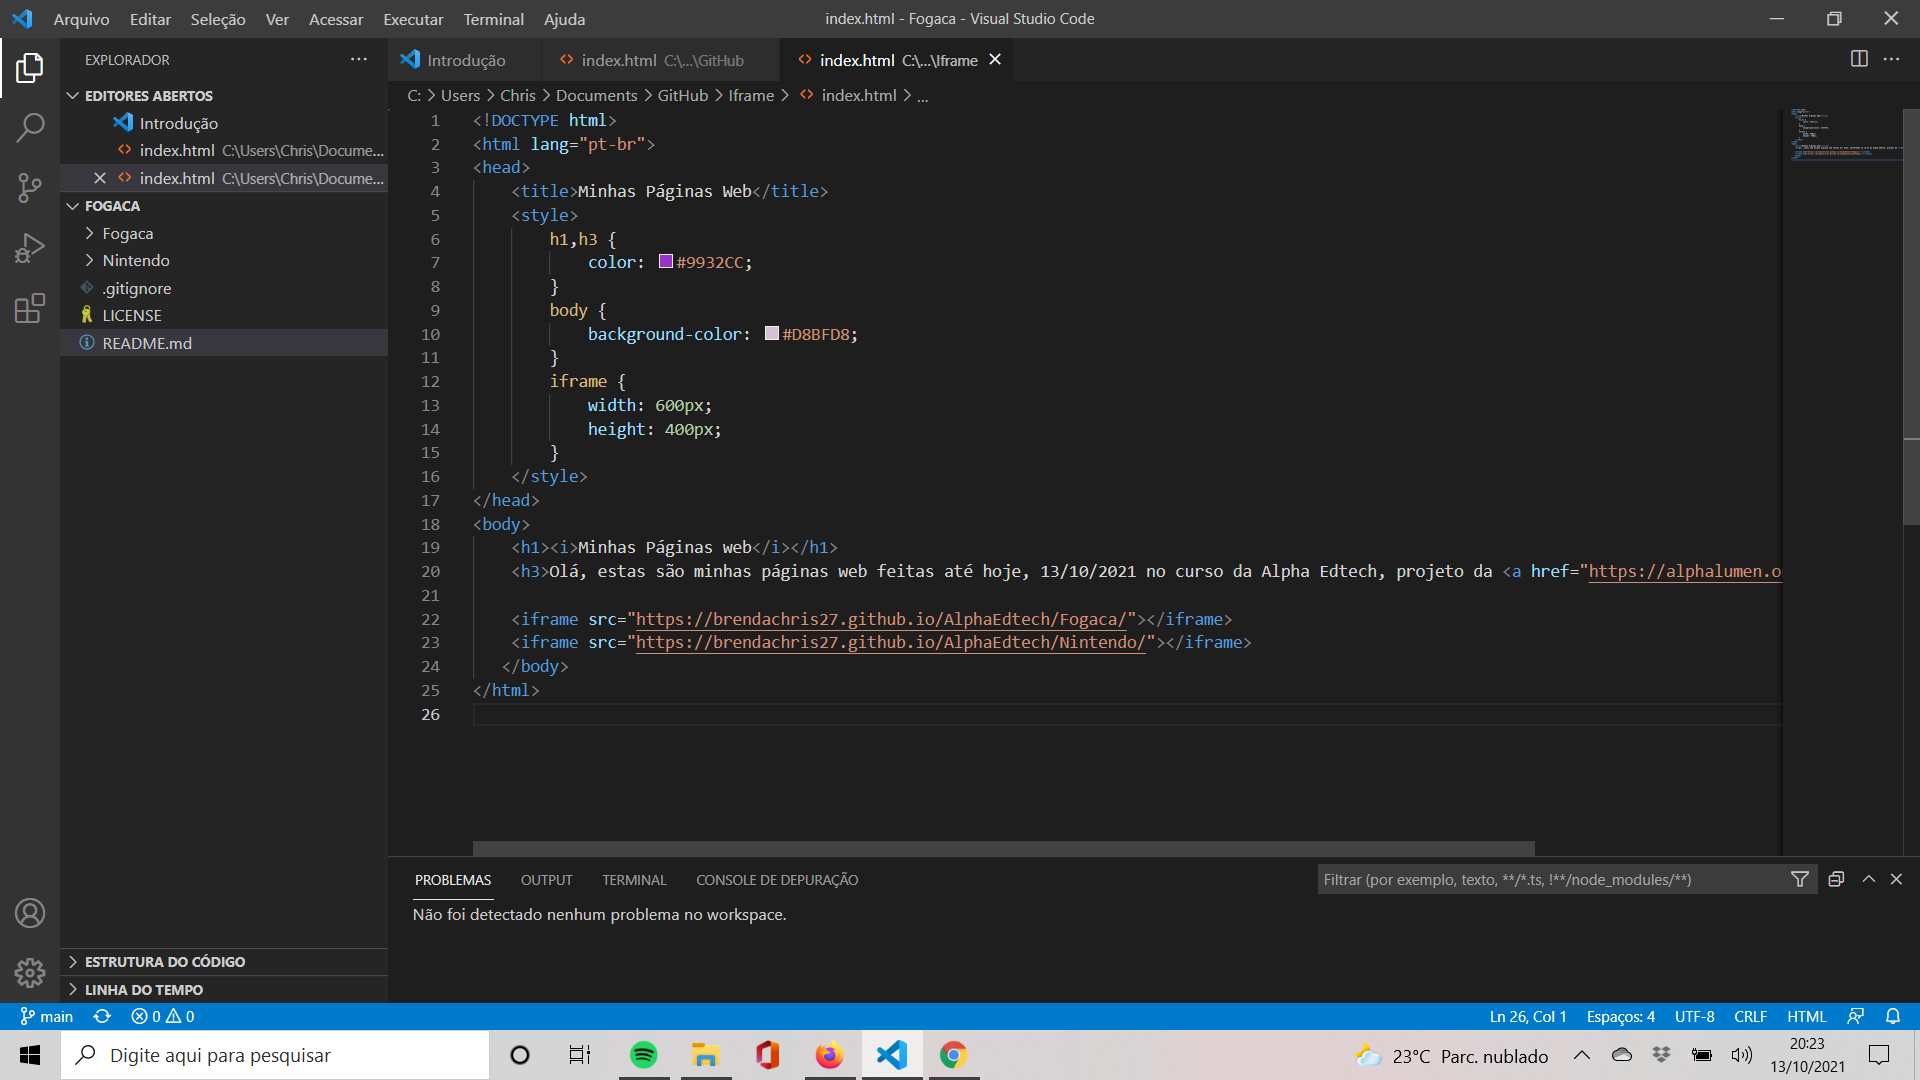 Arquivo Editar Seleção Ver Acessar Executar Terminal Ajuda
index.html - Fogaca - Visual Studio Code
EXPLORADOR
EDITORES ABERTOS
Introdução
index.html C:\Users\Chris\Docume...
index.html C:\Users\Chris\Docume...
FOGACA
Fogaca
Nintendo
.gitignore
LICENSE
README.md
ESTRUTURA DO CÓDIGO
LINHA DO TEMPO
Introdução
index.html C:\...\GitHub
index.html C:\...\Iframe
C: > Users > Chris > Documents > GitHub > Iframe > index.html > ...
1 <!DOCTYPE html>
2 <html lang="pt-br">
3 <head>
4 <title>Minhas Páginas Web</title>
5 <style>
6 h1,h3 {
7 color: #9932CC;
8 }
9 body {
10 background-color: #D8BFD8;
11 }
12 iframe {
13 width: 600px;
14 height: 400px;
15 }
16 </style>
17 </head>
18 <body>
19 <h1><i>Minhas Páginas web</i></h1>
20 <h3>Olá, estas são minhas páginas web feitas até hoje, 13/10/2021 no curso da Alpha Edtech, projeto da <a href="https://alphalumen.o
21
22 <iframe src="https://brendachris27.github.io/AlphaEdtech/Fogaca/"></iframe>
23 <iframe src="https://brendachris27.github.io/AlphaEdtech/Nintendo/"></iframe>
24 </body>
25 </html>
26
PROBLEMAS OUTPUT TERMINAL CONSOLE DE DEPURAÇÃO
Filtrar (por exemplo, texto, **/*.ts, !**/node_modules/**)
Não foi detectado nenhum problema no workspace.
main 0 0
Ln 26, Col 1 Espaços: 4 UTF-8 CRLF HTML
Digite aqui para pesquisar
23°C Parc. nublado
20:23
13/10/2021